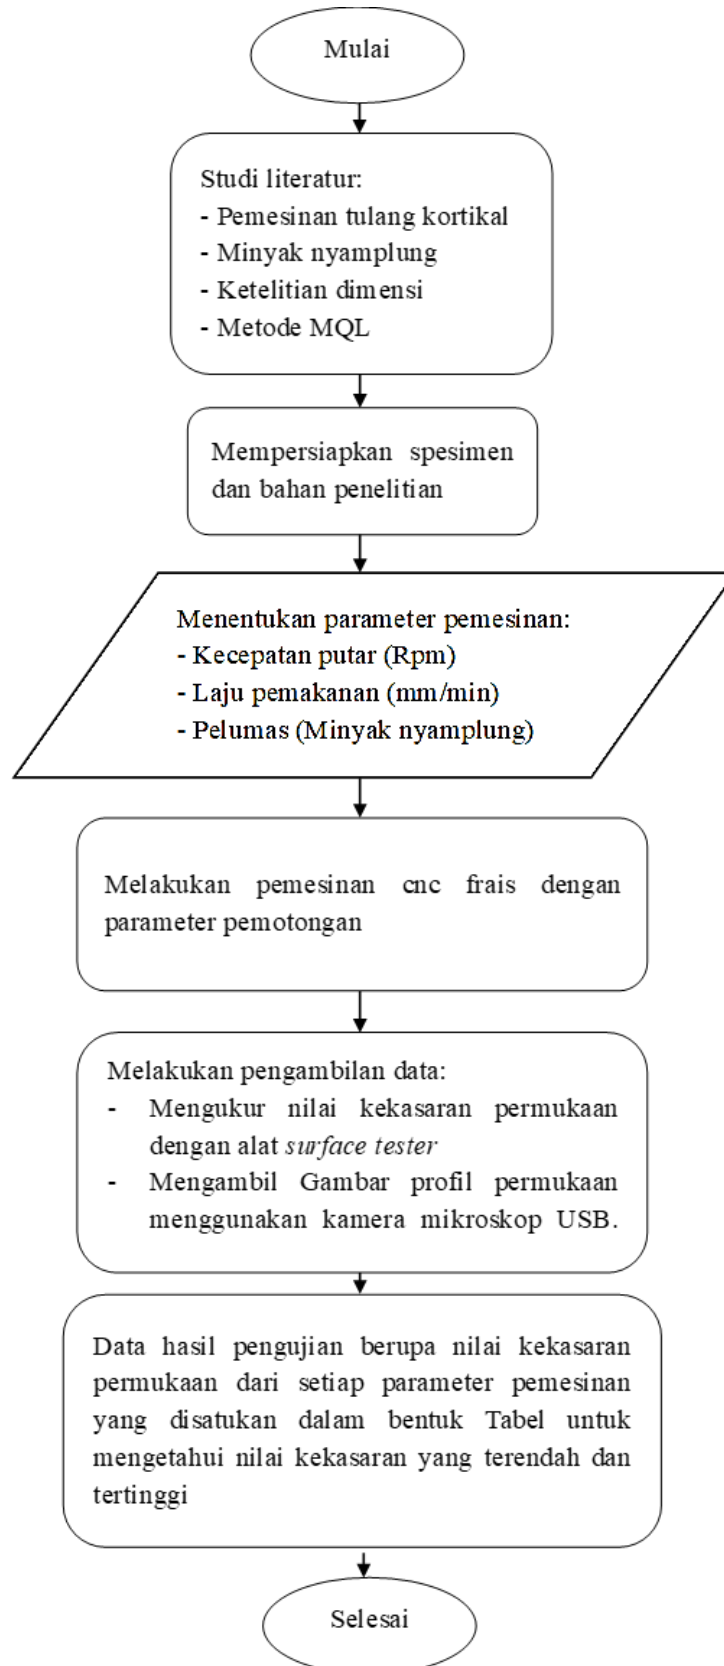 Mulai
Studi literatur:
- Pemesinan tulang kortikal
- Minyak nyamplung
- Ketelitian dimensi
- Metode MQL
Mempersiapkan spesimen
dan bahan penelitian
Menentukan parameter pemesinan:
- Kecepatan putar (Rpm)
- Laju pemakanan (mm/min)
- Pelumas (Minyak nyamplung)
Melakukan pemesinan cnc frais dengan
parameter pemotongan
Melakukan pengambilan data:
- Mengukur nilai kekasaran permukaan
dengan alat surface tester
- Mengambil Gambar profil permukaan
menggunakan kamera mikroskop USB.
Data hasil pengujian berupa nilai kekasaran
permukaan dari setiap parameter pemesinan
yang disatukan dalam bentuk Tabel untuk
mengetahui nilai kekasaran yang terendah dan
tertinggi
Selesai